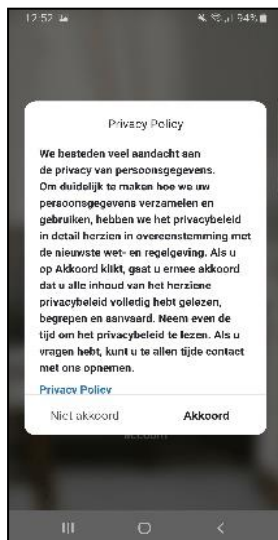 12:52 94%
Privacy Policy
We besteden veel aandacht aan
de privacy van persoonsgegevens.
Om duidelijk te maken hoe we uw
persoonsgegevens verzamelen en
gebruiken, hebben we het privacybeleid
in detail herzien in overeenstemming met
de nieuwste wet- en regelgeving. Als u
op Akkoord klikt, gaat u ermee akkoord
dat u alle inhoud van het herziene
privacybeleid volledig hebt gelezen,
begrepen en aanvaard. Neem even de
tijd om het privacybeleid te lezen. Als u
vragen hebt, kunt u te allen tijde contact
met ons opnemen.
Privacy Policy
Niet akkoord Akkoord
account